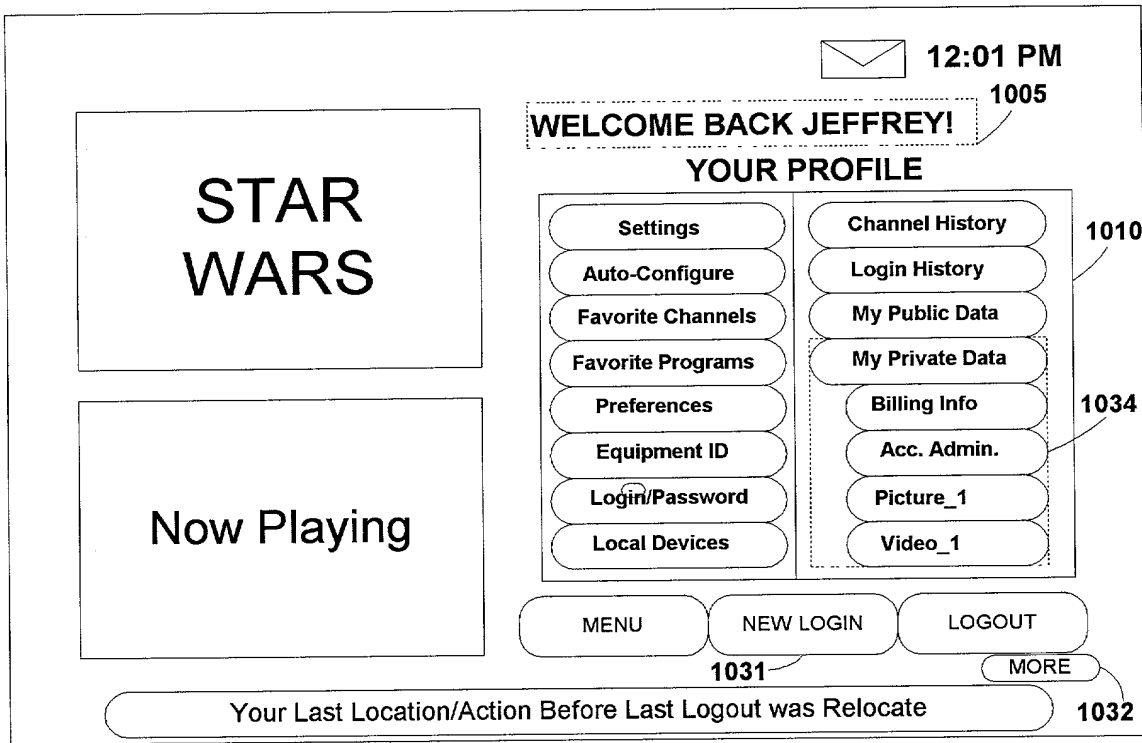 12:01 PM
1005
WELCOME BACK JEFFREY!
YOUR PROFILE
STAR
WARS
Now Playing
Settings
Auto-Configure
Favorite Channels
Favorite Programs
Preferences
Equipment ID
Login/Password
Local Devices
Channel History
Login History
My Public Data
My Private Data
Billing Info
Acc. Admin.
Picture_1
Video_1
1010
1034
MENU
NEW LOGIN
LOGOUT
1031
MORE
1032
Your Last Location/Action Before Last Logout was Relocate